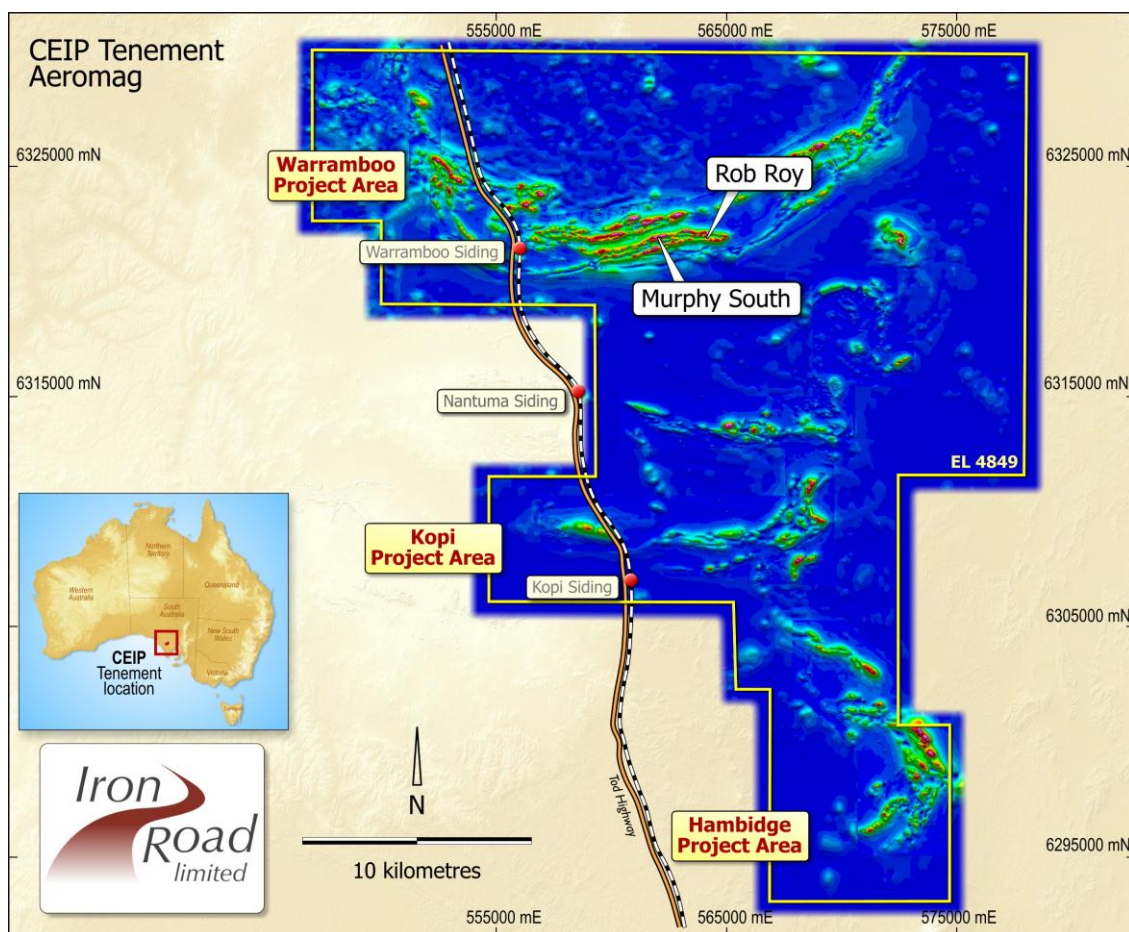 CEIP Tenement
Aeromag
555000 mE
565000 mE
575000 mE
6325000 mN
6325000 mN
Warramboo
Project Area
Rob Roy
Warramboo Siding
Murphy South
6315000 mN
6315000 mN
Nantuma Siding
EL 4849
Kopi
Project Area
Kopi Siding
6305000 mN
6305000 mN
Northern
Territory
Western
Australia
Queensland
South
Australia
New South
Wales
Victoria
CEIP
Tenement
location
Iron
Road
limited
N
10 kilometres
Tod Highway
Hambidge
Project Area
6295000 mN
555000 mE
565000 mE
575000 mE